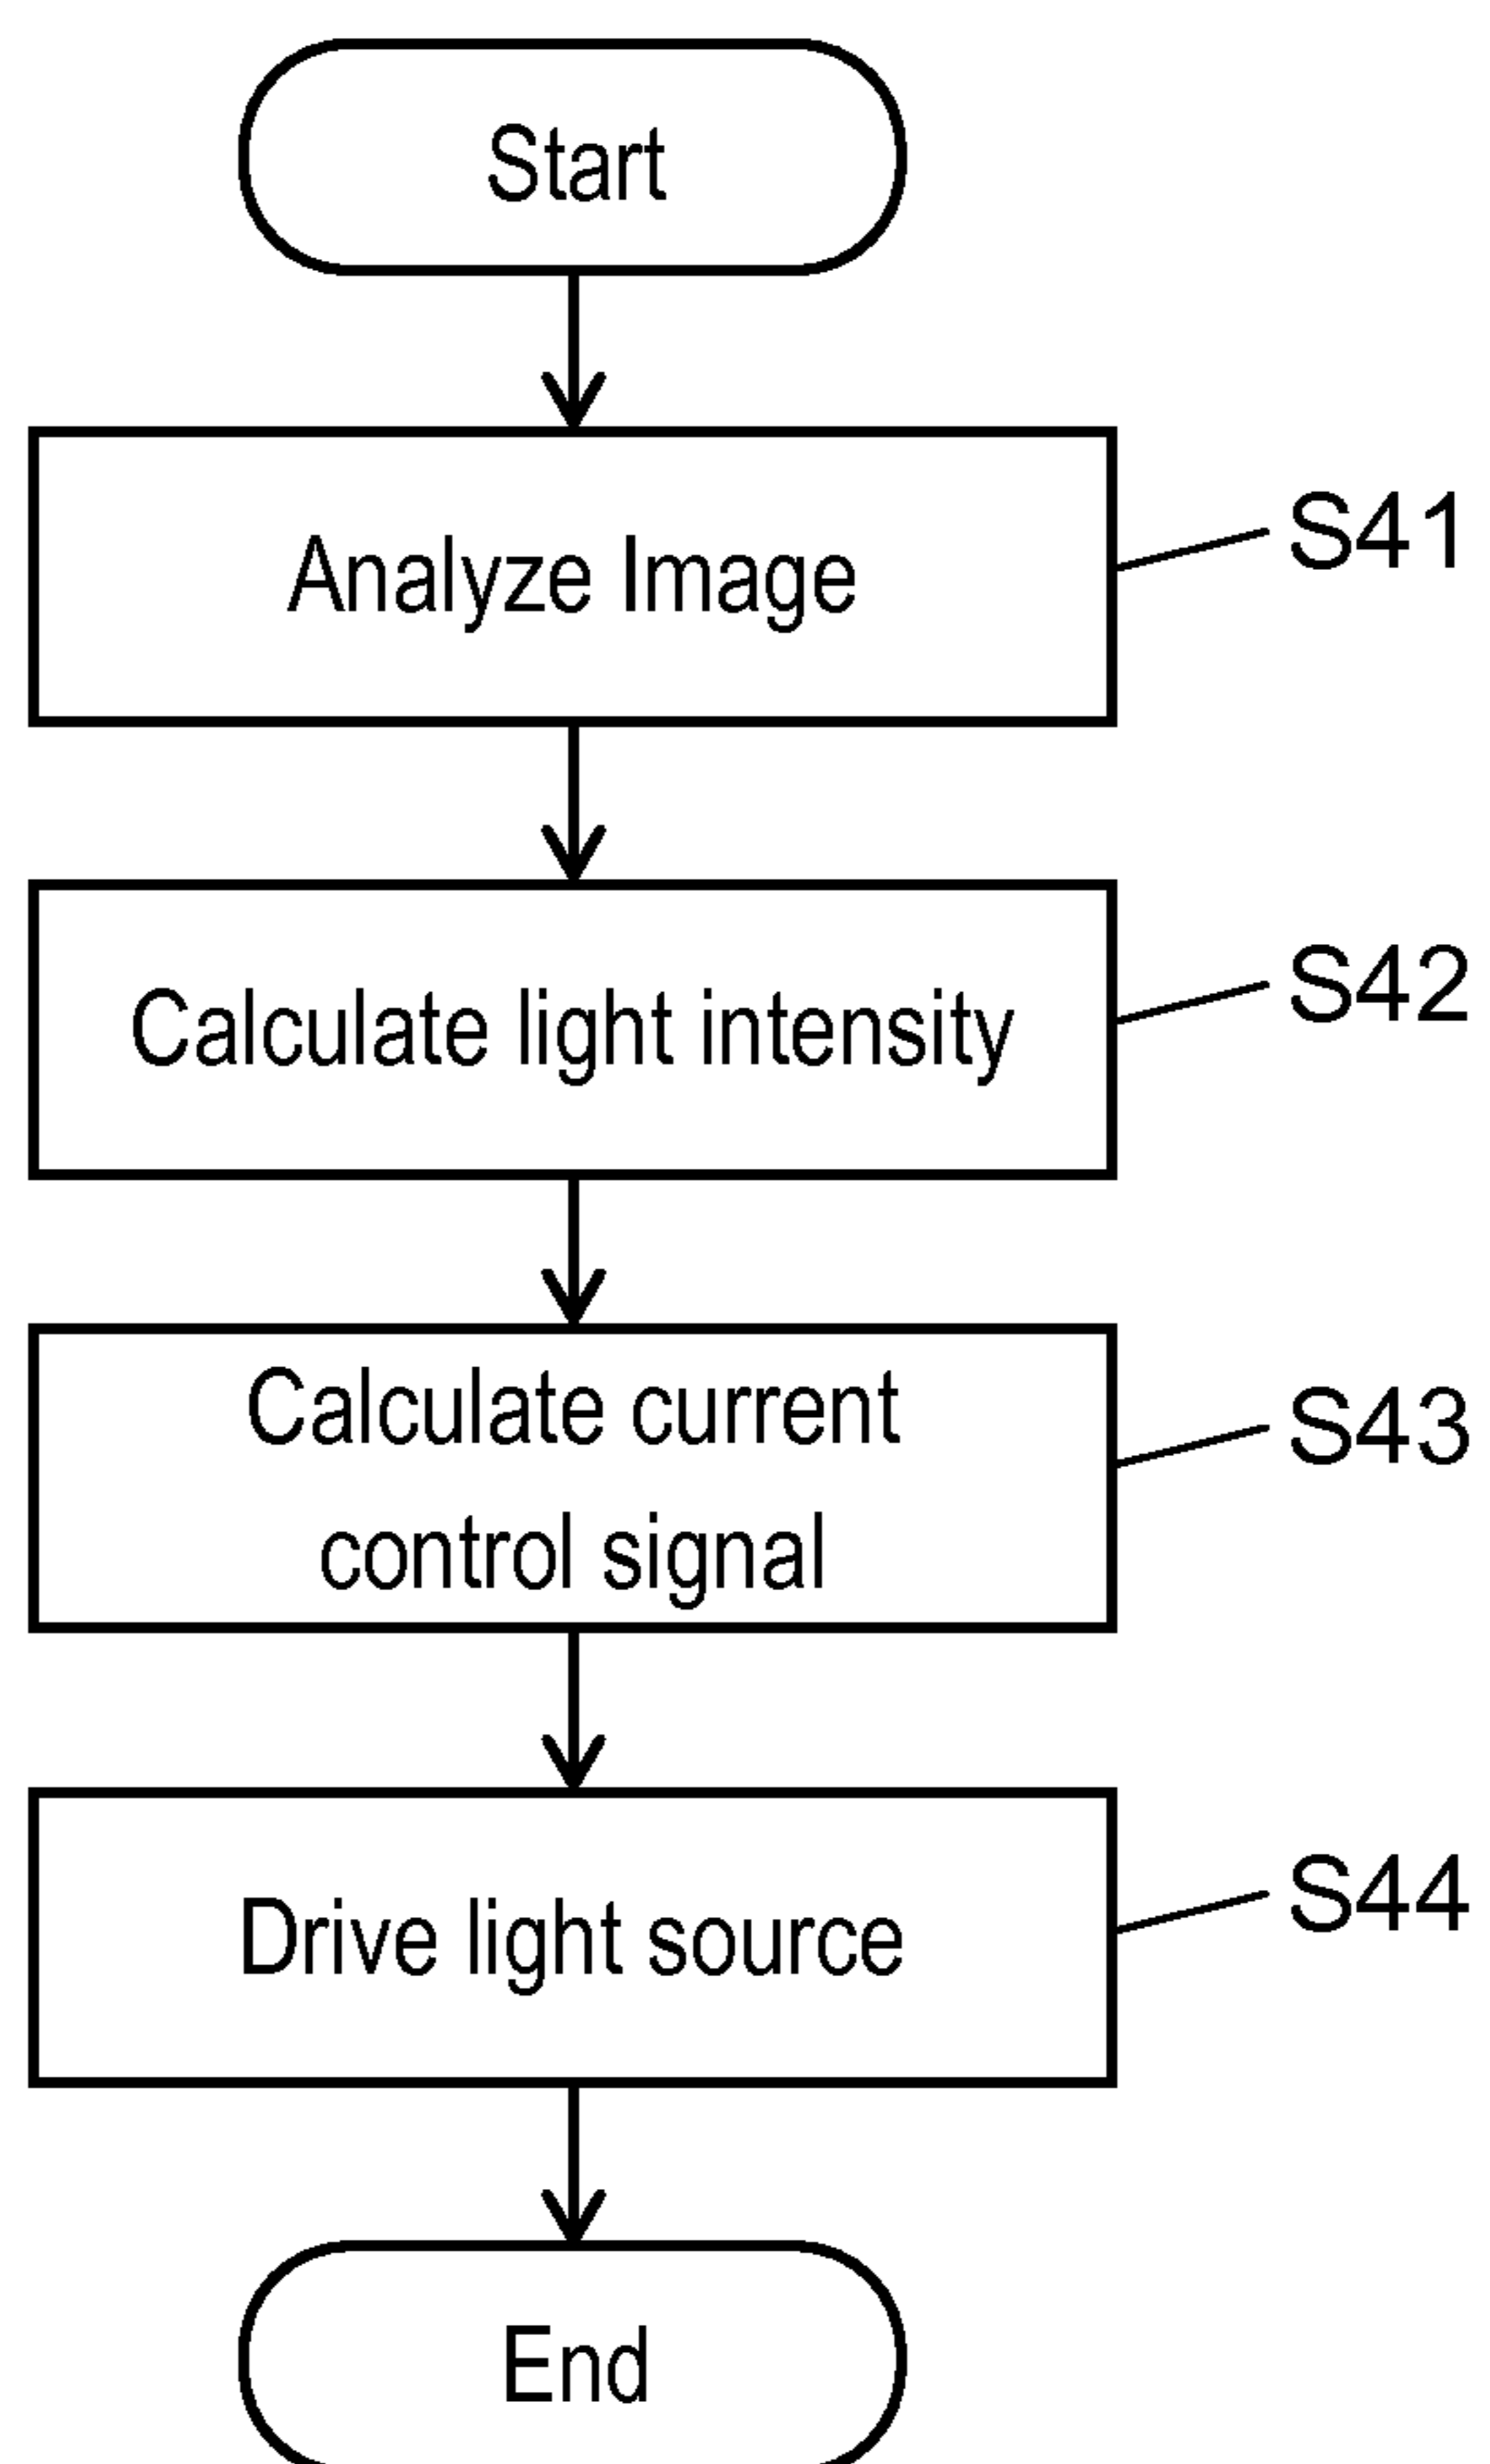 Start
Analyze Image
S41
Calculate light intensity
S42
Calculate current
control signal
S43
Drive light source
S44
End